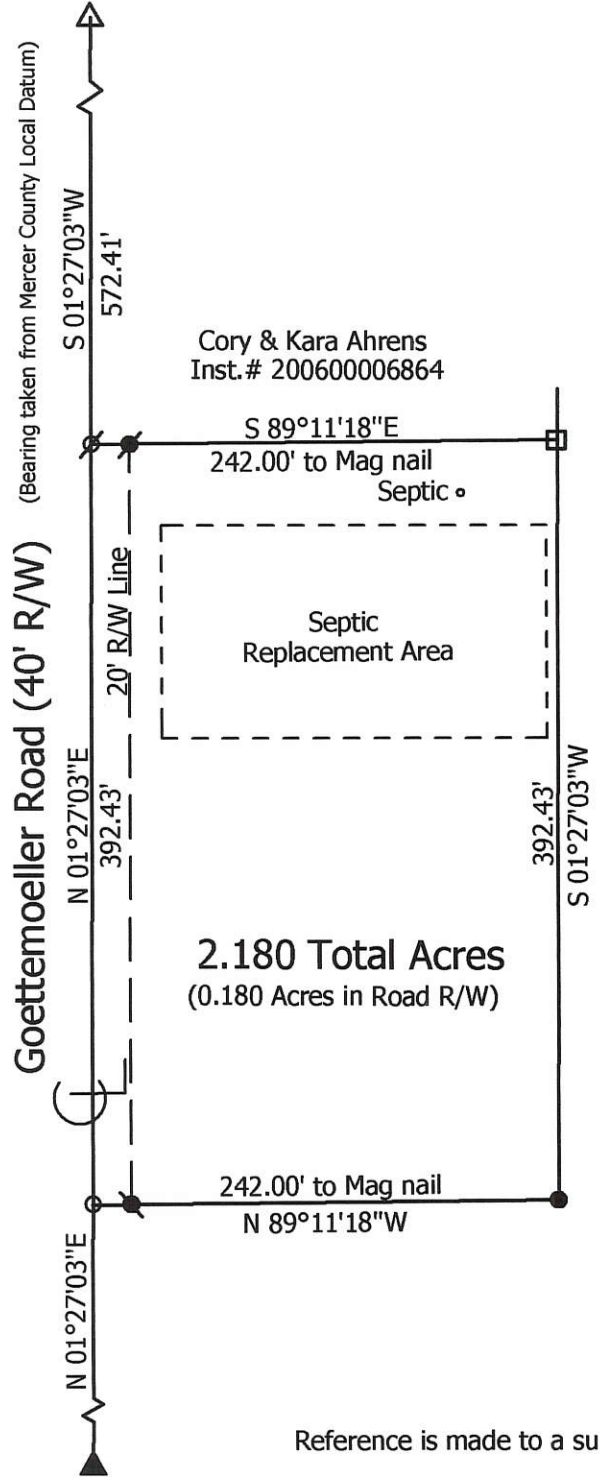 (Bearing taken from Mercer County Local Datum)
S 01°27'03"W
572.41'
Cory & Kara Ahrens
Inst.# 200600006864
S 89°11'18"E
242.00' to Mag nail
Septic
20' R/W Line
Septic
Replacement Area
Goettemoeller Road (40' R/W)
N 01°27'03"E
392.43'
392.43'
S 01°27'03"W
2.180 Total Acres
(0.180 Acres in Road R/W)
242.00' to Mag nail
N 89°11'18"W
N 01°27'03"E
Reference is made to a su